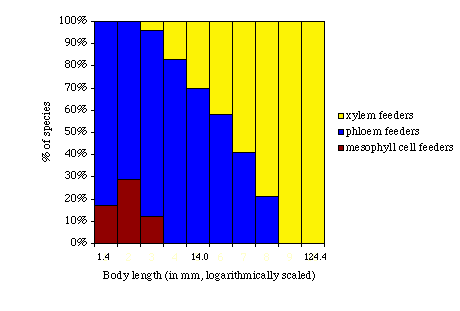 100%
90%
80%
70%
60%
50%
40%
30%
20%
10%
0%
% of species
xylem feeders
phloem feeders
mesophyll cell feeders
1.4 14.0 124.4
Body length (in mm, logarithmically scaled)